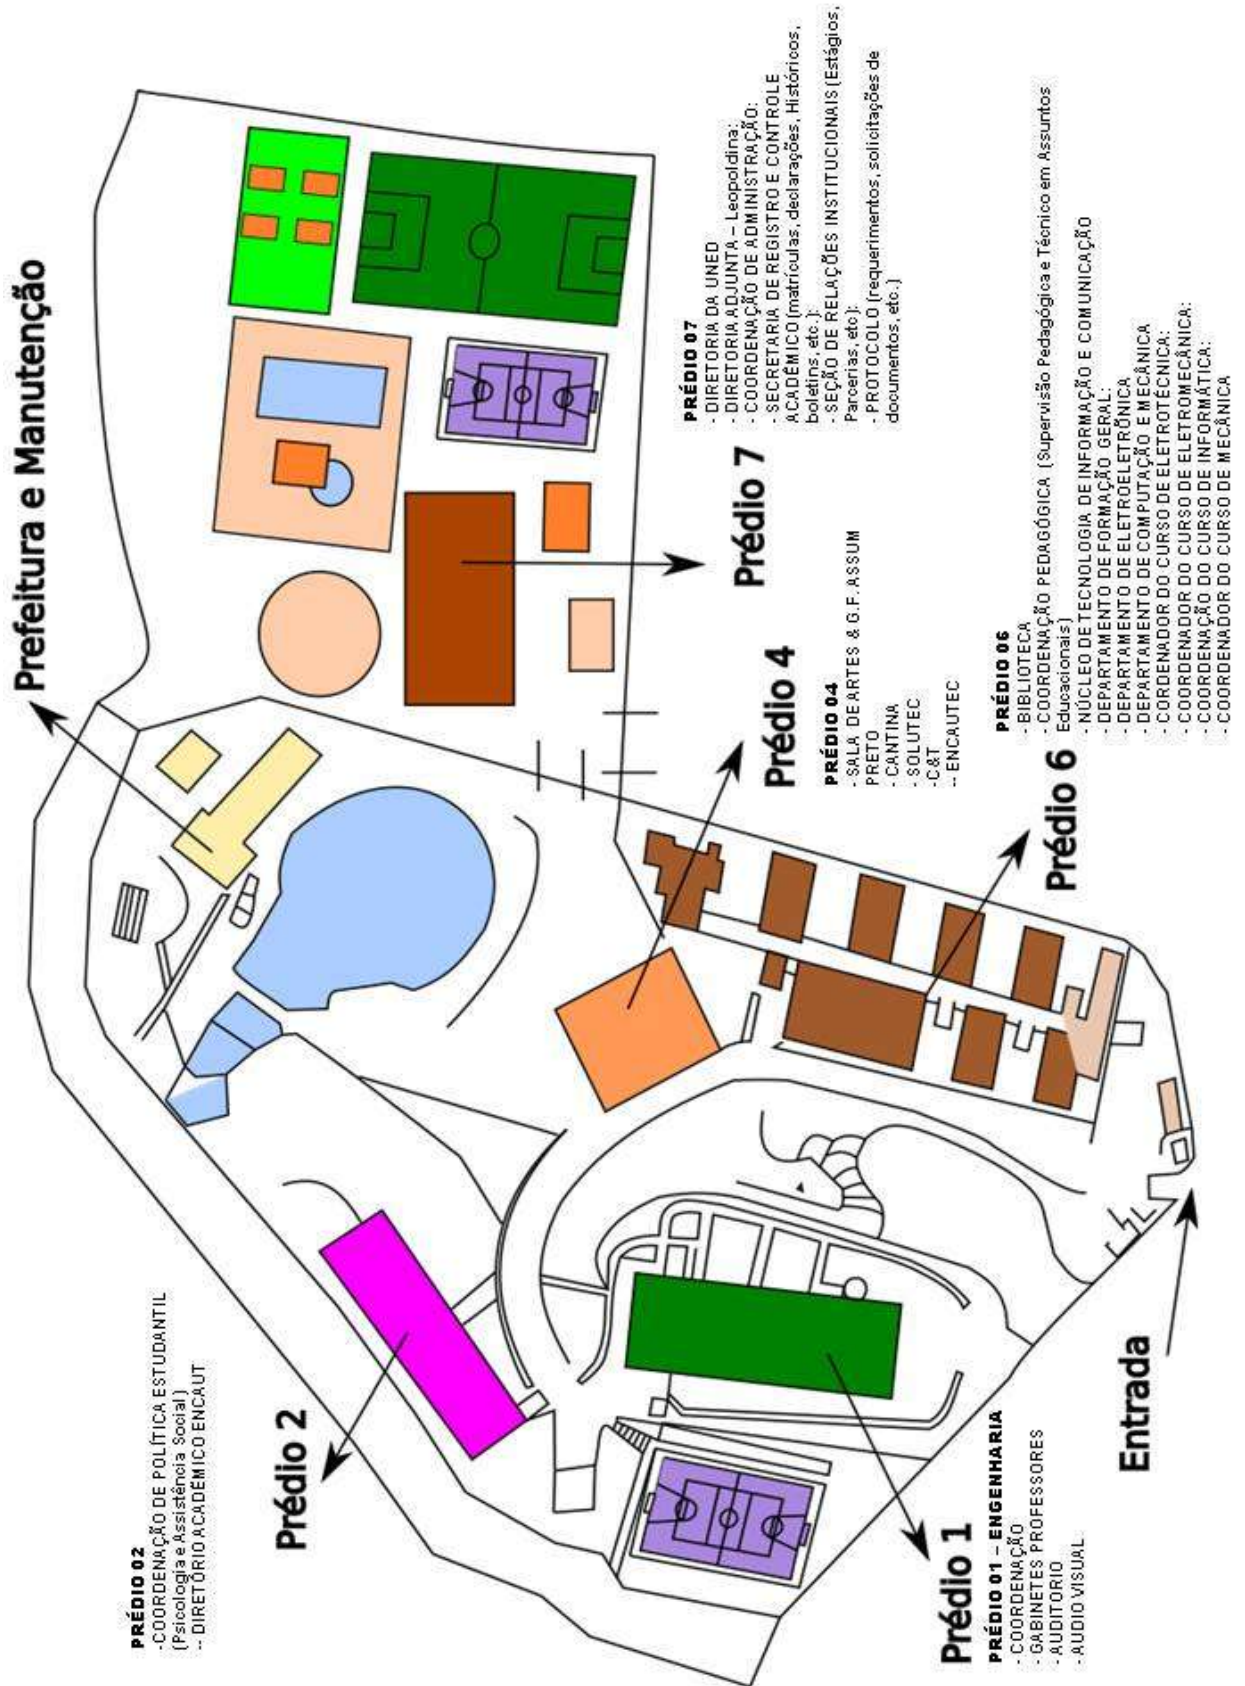 Prefeitura e Manutenção
PRÉDIO 02
- COORDENAÇÃO DE POLÍTICA ESTUDANTIL
(Psicologia e Assistência Social)
-- DIRETÓRIO ACADÊMICO ENCAUT
Prédio 2
PRÉDIO 07
- DIRETORIA DA UNED
- DIRETORIA ADJUNTA – Leopoldina:
- COORDENAÇÃO DE ADMINISTRAÇÃO:
- SECRETARIA DE REGISTRO E CONTROLE
ACADÊMICO (matrículas, declarações, Históricos,
boletins, etc.):
- SEÇÃO DE RELAÇÕES INSTITUCIONAIS (Estágios,
Parcerias, etc):
- PROTOCOLO (requerimentos, solicitações de
documentos, etc.)
Prédio 7
Prédio 4
PRÉDIO 04
- SALA DE ARTES & G.F. ASSUM
PRETO
- CANTINA
- SOLUTEC
- C&T
-- ENCAUTEC
PRÉDIO 06
- BIBLIOTECA
- COORDENAÇÃO PEDAGÓGICA (Supervisão Pedagógica e Técnico em Assuntos
Educacionais)
- NÚCLEO DE TECNOLOGIA DE INFORMAÇÃO E COMUNICAÇÃO
- DEPARTAMENTO DE FORMAÇÃO GERAL:
- DEPARTAMENTO DE ELETROELETRÔNICA
- DEPARTAMENTO DE COMPUTAÇÃO E MECÂNICA
- CORDENADOR DO CURSO DE ELETROTÉCNICA:
- COORDENADOR DO CURSO DE ELETROMECÂNICA:
- COORDENAÇÃO DO CURSO DE INFORMÁTICA:
- COORDENADOR DO CURSO DE MECÂNICA
Prédio 6
Prédio 1
PRÉDIO 01 – ENGENHARIA
- COORDENAÇÃO
- GABINETES PROFESSORES
- AUDITORIO
- AUDIO VISUAL
Entrada